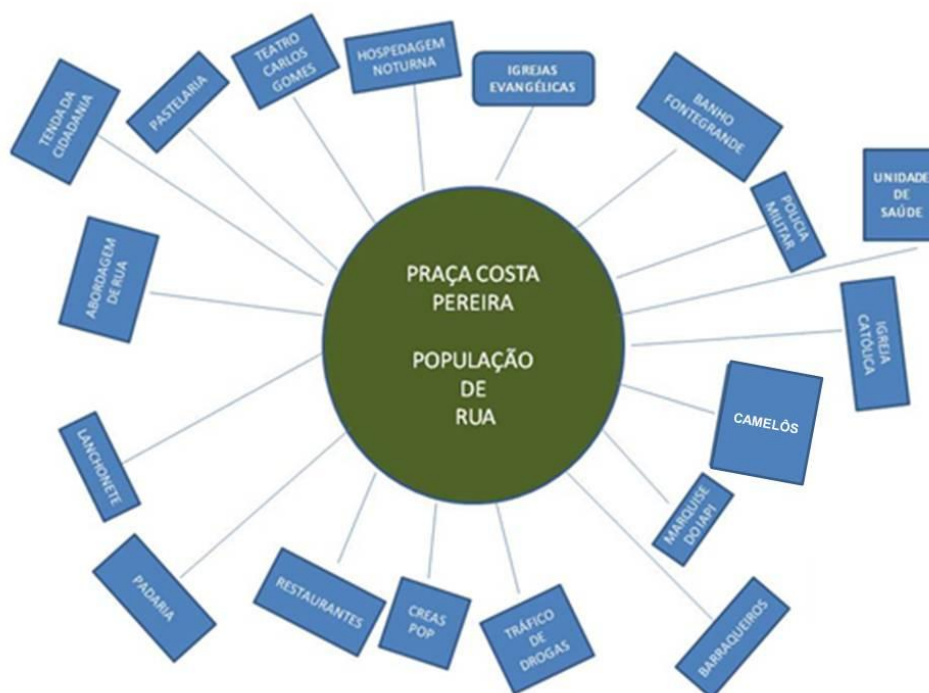 TENDA DA
CIDADANIA
PASTELARIA
TEATRO
CARLOS
GOMES
HOSPEDAGEM
NOTURNA
IGREJAS
EVANGÉLICAS
BANHO
FONTEGRANDE
POLÍCIA
MILITAR
UNIDADE
DE
SAÚDE
ABORDAGEM
DE RUA
PRAÇA COSTA
PEREIRA
POPULAÇÃO
DE
RUA
IGREJA
CATÓLICA
CAMELÔS
LANCHONETE
MARQUISE
DO IAPI
PADARIA
RESTAURANTES
CREAS
POP
TRÁFICO
DE
DROGAS
BARRAQUEIROS